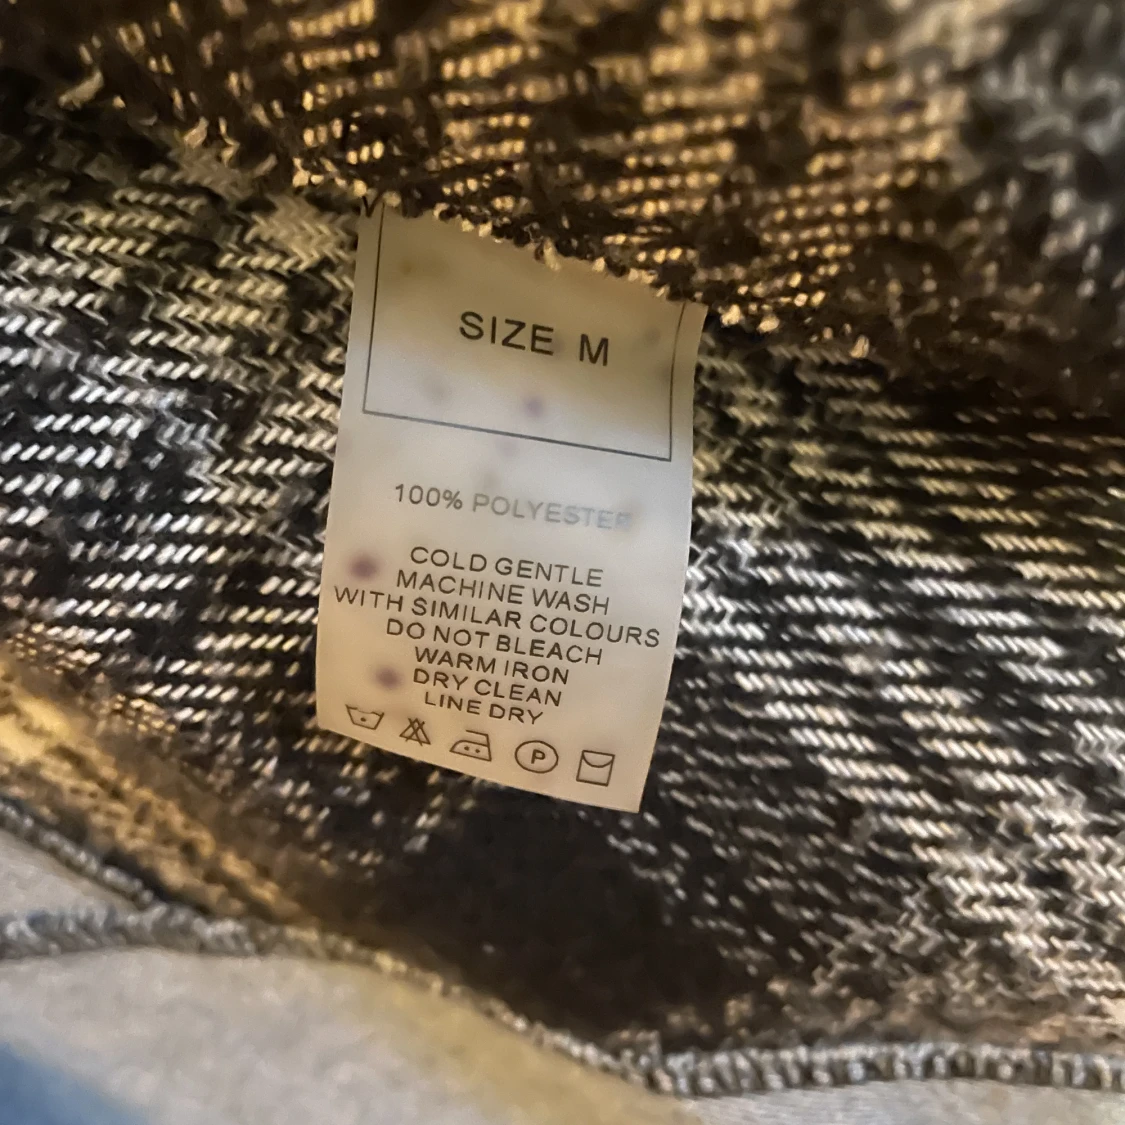 SIZE M
100% POLYESTER
COLD GENTLE
MACHINE WASH
WITH SIMILAR COLOURS
DO NOT BLEACH
WARM IRON
DRY CLEAN
LINE DRY
P